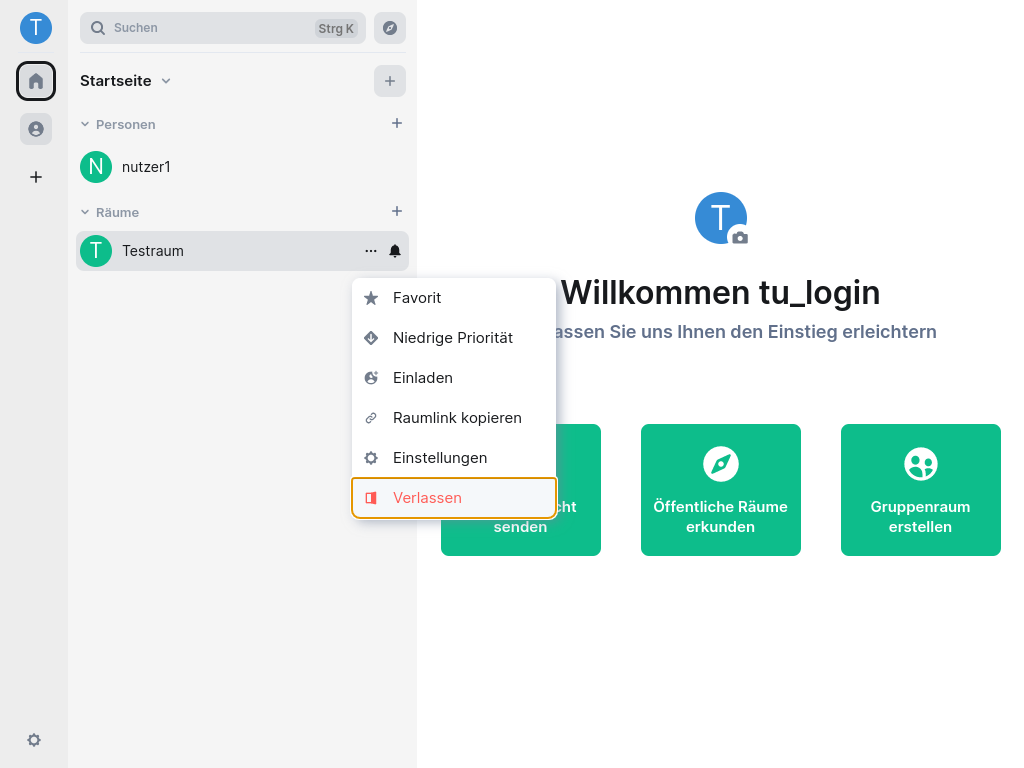 T
Suchen
Strg K
Startseite
Personen
N
nutzer1
Räume
T
Testraum
Favorit
Niedrige Priorität
Einladen
Raumlink kopieren
Einstellungen
Verlassen
T
Willkommen tu_login
assen Sie uns Ihnen den Einstieg erleichtern
cht
senden
Öffentliche Räume
erkunden
Gruppenraum
erstellen